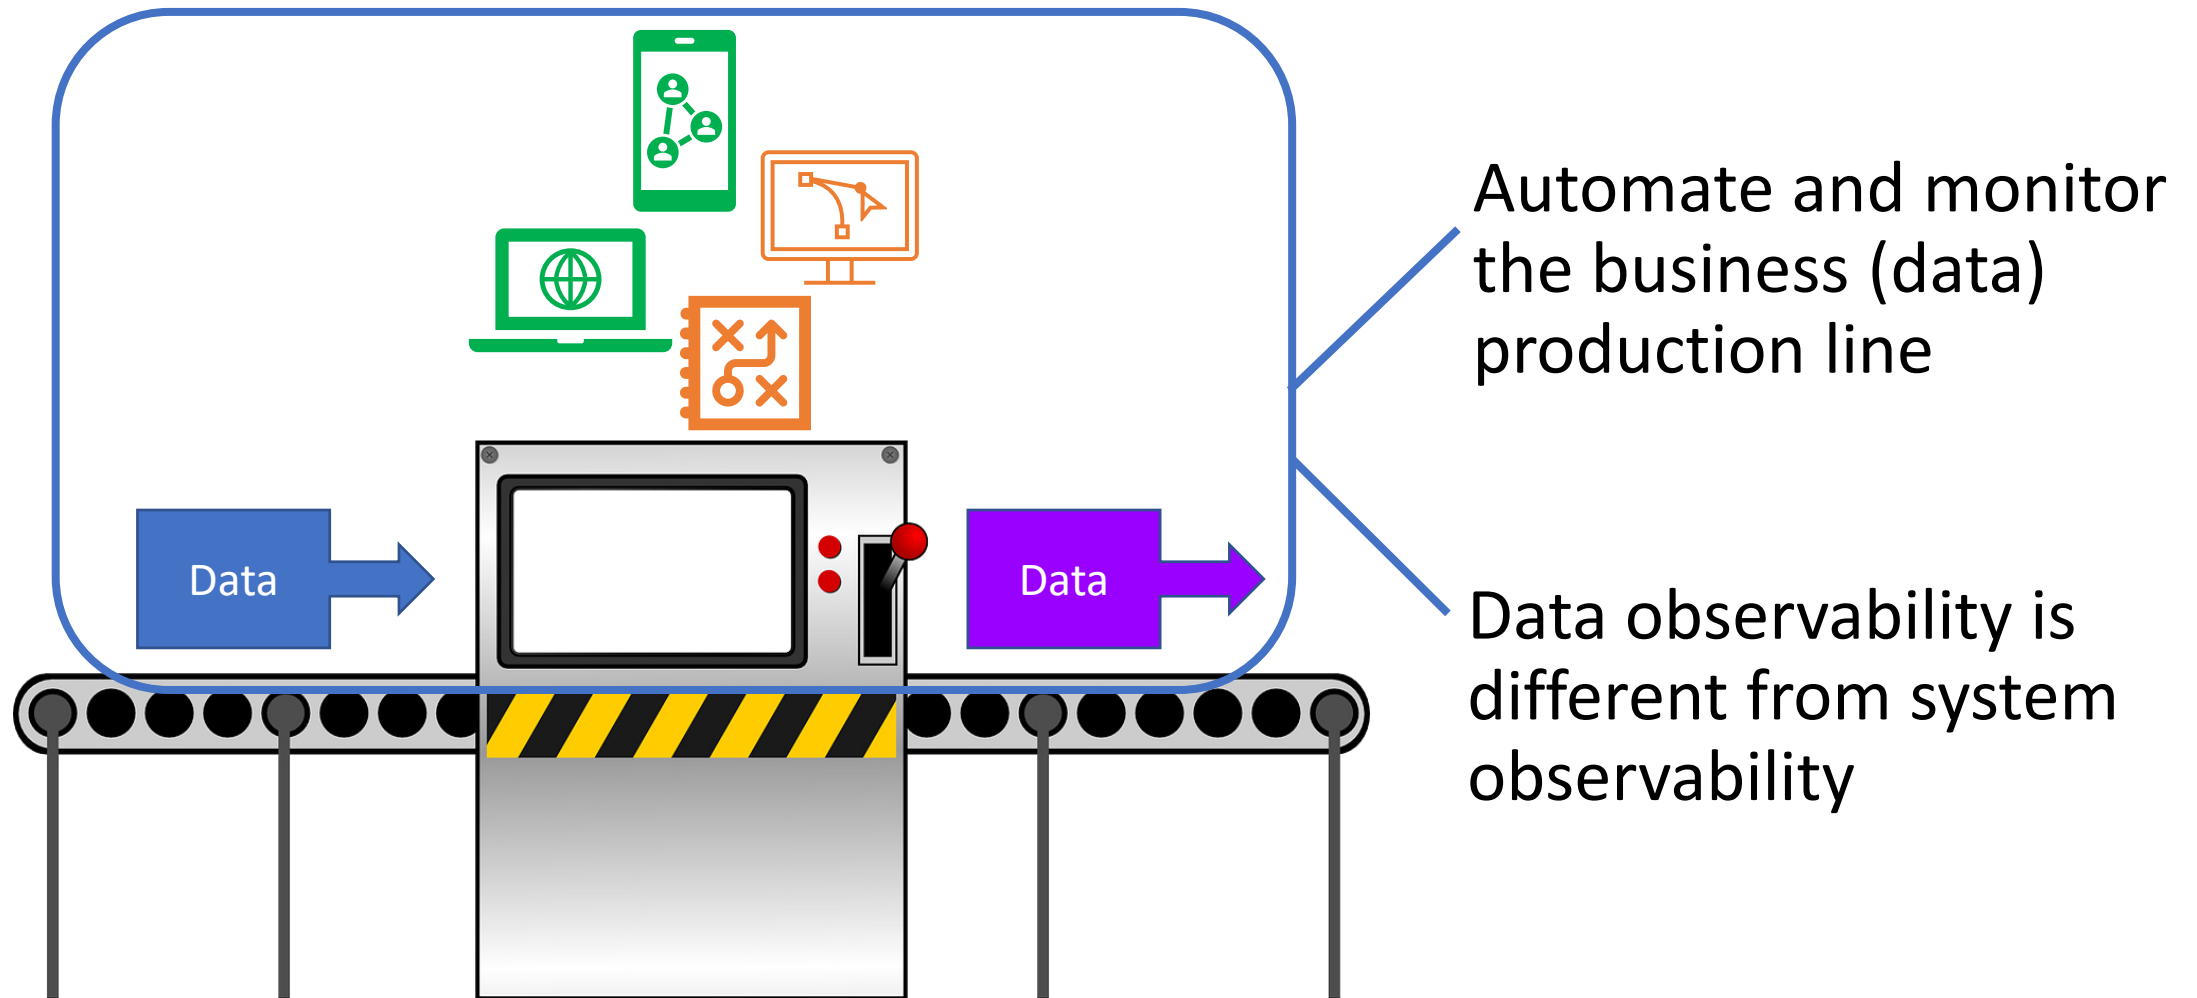 Automate and monitor
the business (data)
production line
Data
Data
Data observability is
different from system
observability